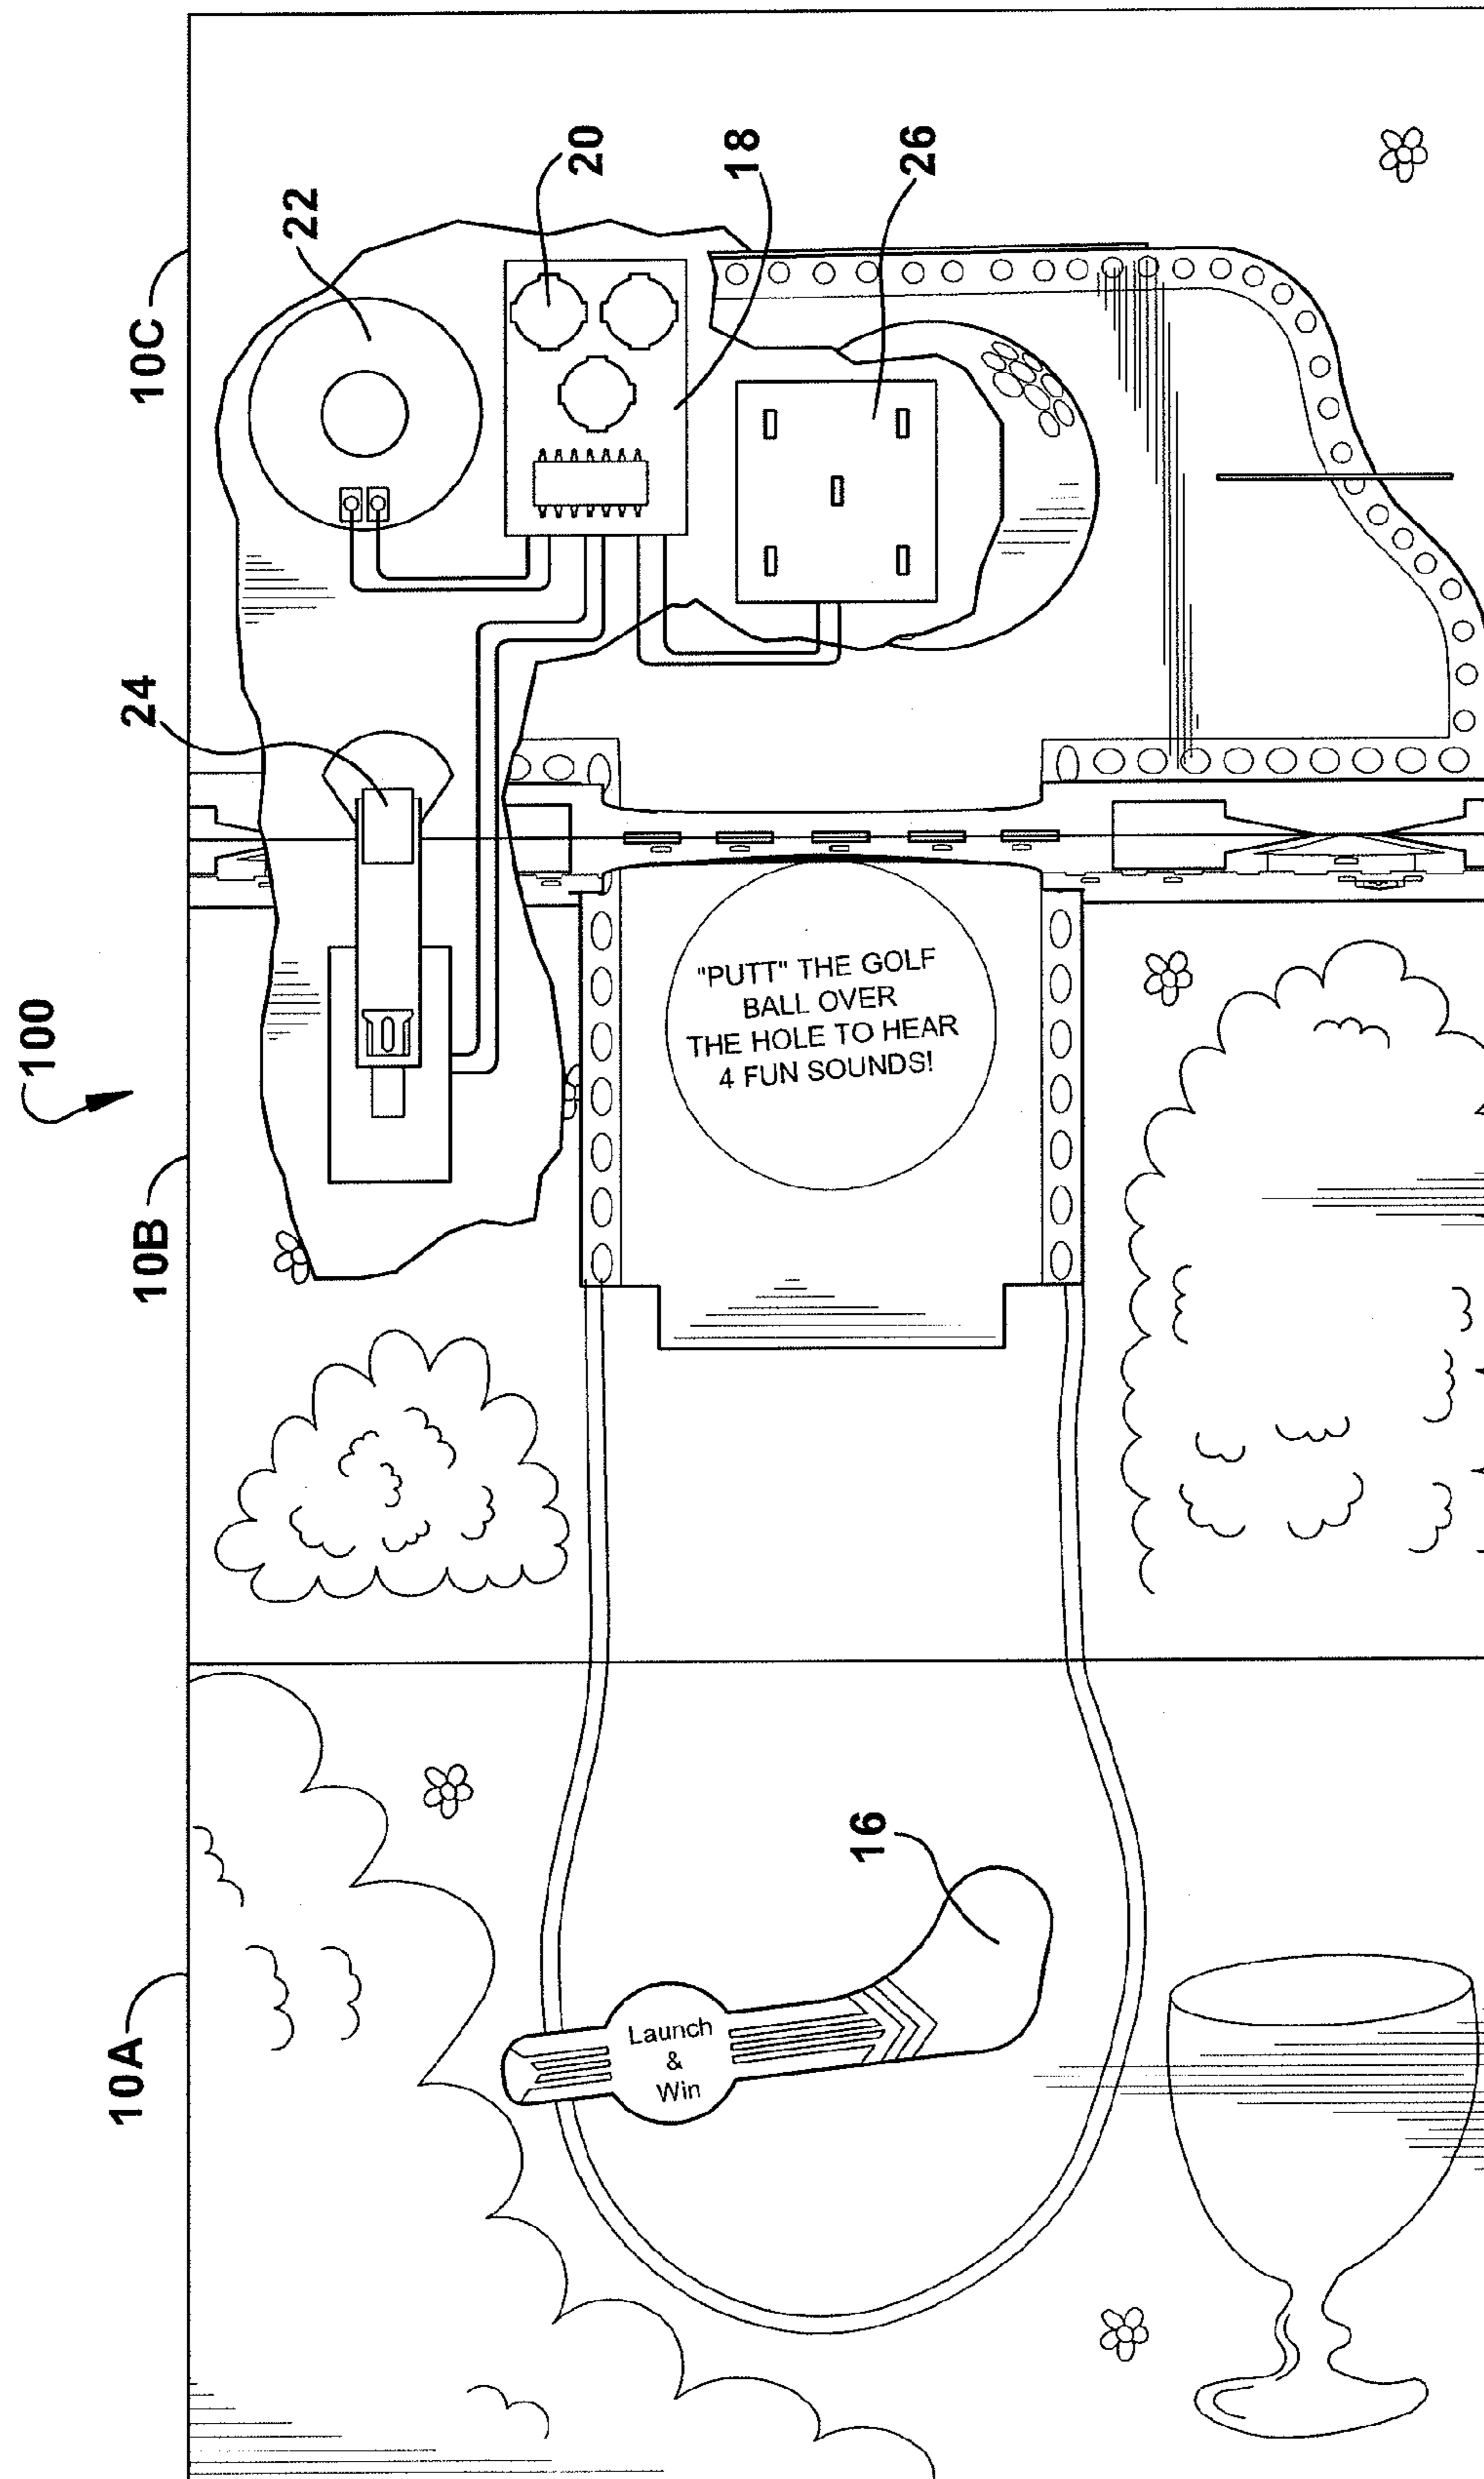 100
10A
10B
10C
22
20
18
26
24
"PUTT" THE GOLF
BALL OVER
THE HOLE TO HEAR
4 FUN SOUNDS!
16
Launch
&
Win